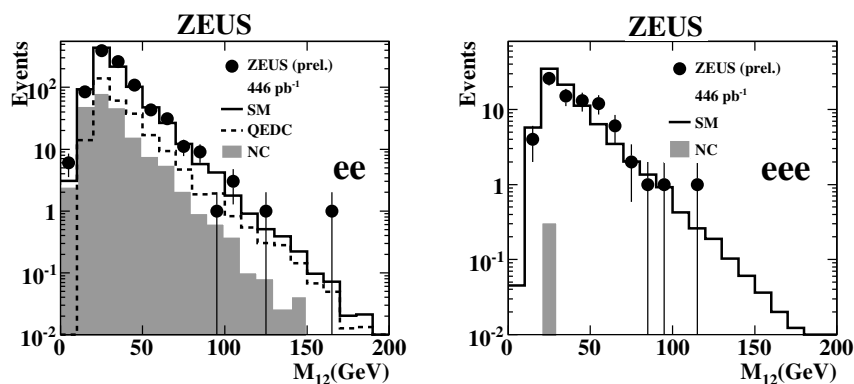 ZEUS
Events
ZEUS (prel.)
446 pb⁻¹
SM
QEDC
NC
ee
10²
10
1
10⁻¹
10⁻²
0 50 100 150 200
M₁₂(GeV)
ZEUS
Events
ZEUS (prel.)
446 pb⁻¹
SM
NC
eee
10
1
10⁻¹
10⁻²
0 50 100 150 200
M₁₂(GeV)